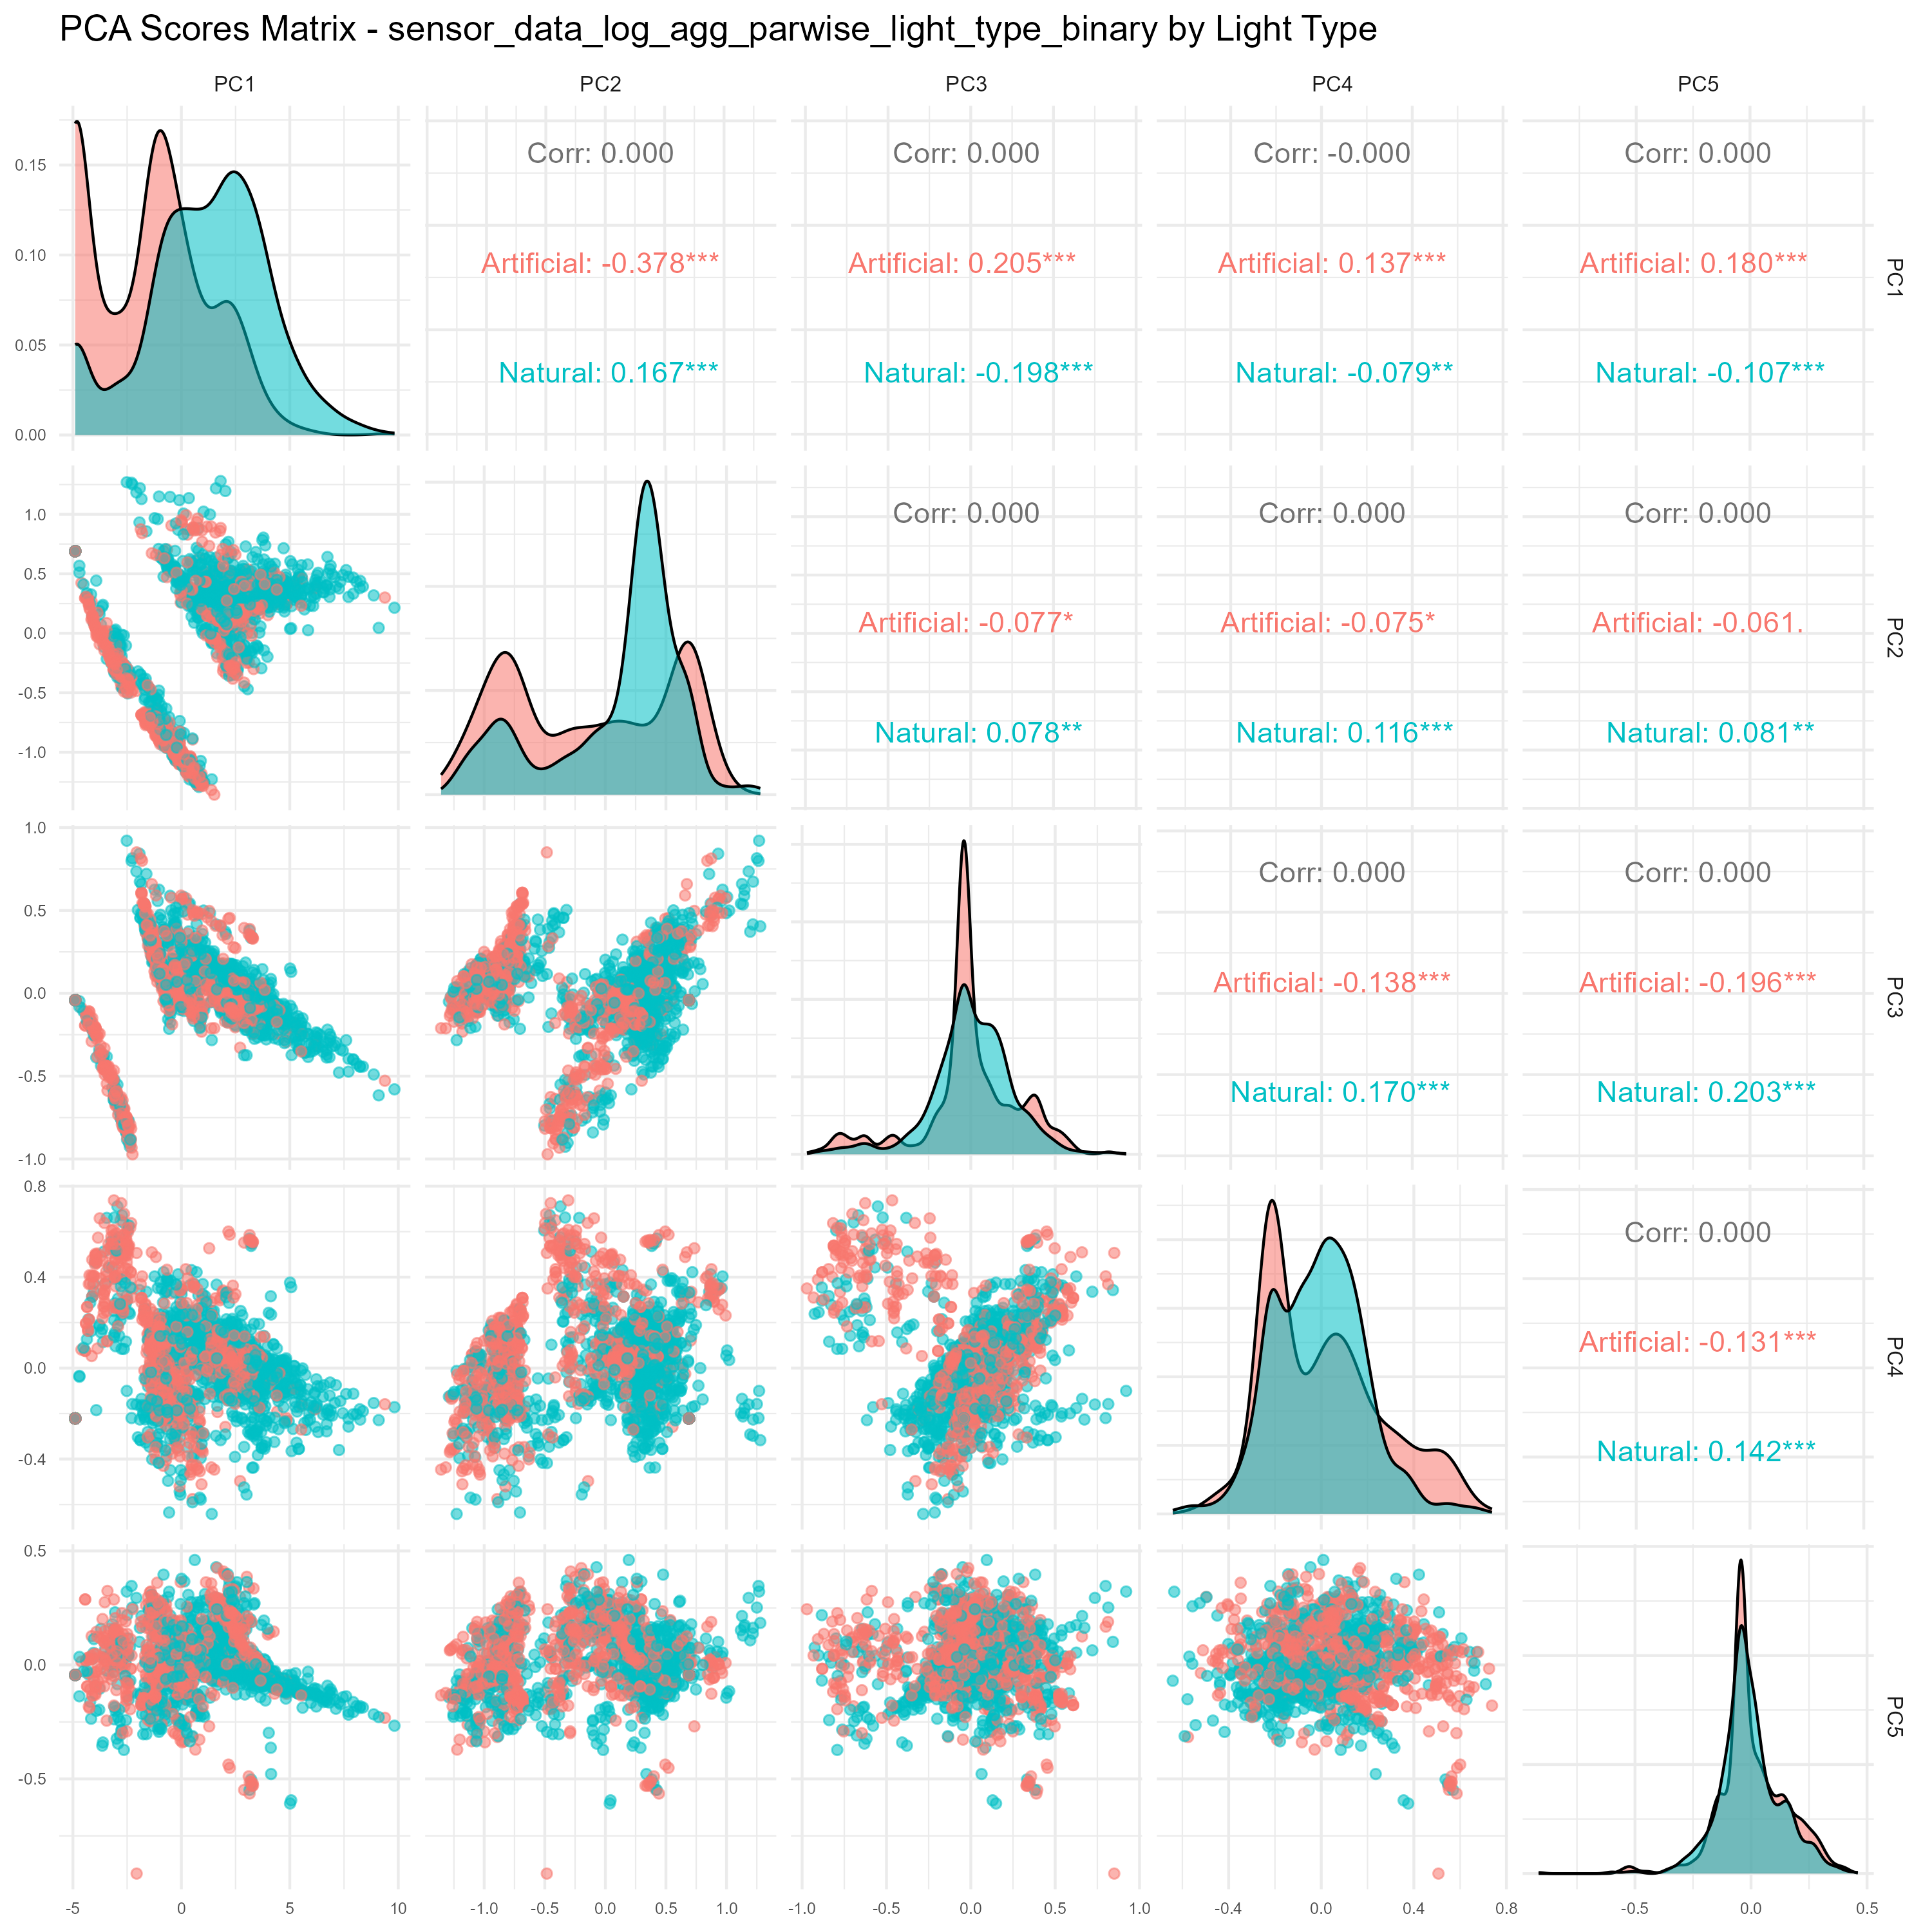 PCA Scores Matrix - sensor_data_log_agg_parwise_light_type_binary by Light Type
PC1 PC2 PC3 PC4 PC5
0.15
0.10
0.05
0.00
Corr: 0.000
Artificial: -0.378***
Natural: 0.167***
Corr: 0.000
Artificial: 0.205***
Natural: -0.198***
Corr: -0.000
Artificial: 0.137***
Natural: -0.079**
Corr: 0.000
Artificial: 0.180***
Natural: -0.107***
PC1
1.0
0.5
0.0
-0.5
-1.0
Corr: 0.000
Artificial: -0.077*
Natural: 0.078**
Corr: 0.000
Artificial: -0.075*
Natural: 0.116***
Corr: 0.000
Artificial: -0.061.
Natural: 0.081**
PC2
1.0
0.5
0.0
-0.5
-1.0
Corr: 0.000
Artificial: -0.138***
Natural: 0.170***
Corr: 0.000
Artificial: -0.196***
Natural: 0.203***
PC3
0.8
0.4
0.0
-0.4
Corr: 0.000
Artificial: -0.131***
Natural: 0.142***
PC4
0.5
0.0
-0.5
PC5
-5 0 5 10
-1.0 -0.5 0.0 0.5 1.0
-1.0 -0.5 0.0 0.5 1.0
-0.4 0.0 0.4 0.8
-0.5 0.0 0.5